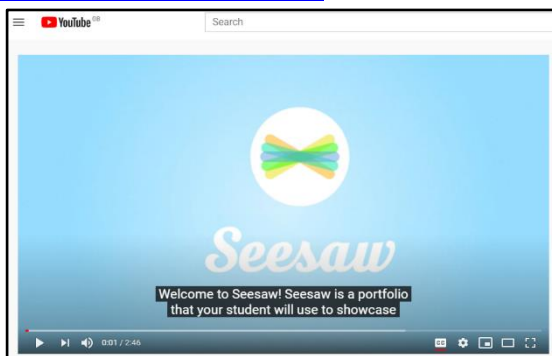 YouTube GB
Search
Seesaw
Welcome to Seesaw! Seesaw is a portfolio
that your student will use to showcase
0:01 / 2:46
CC